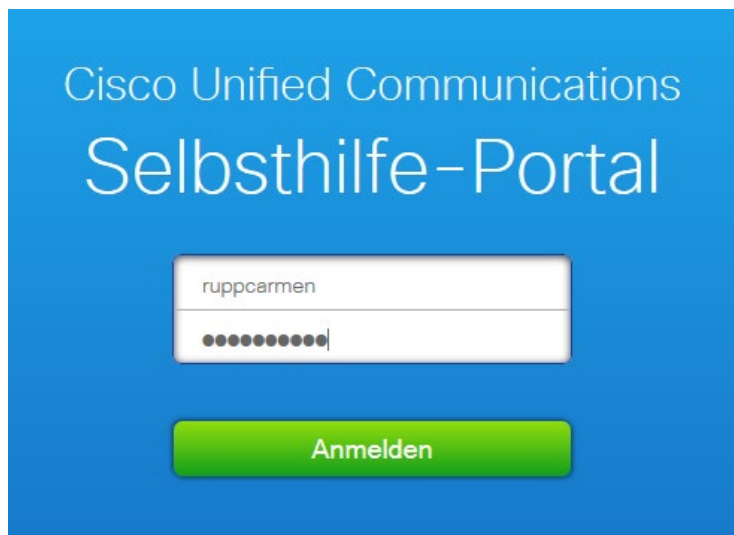 Cisco Unified Communications
Selbsthilfe-Portal
ruppcarmen
●●●●●●●●●●
Anmelden